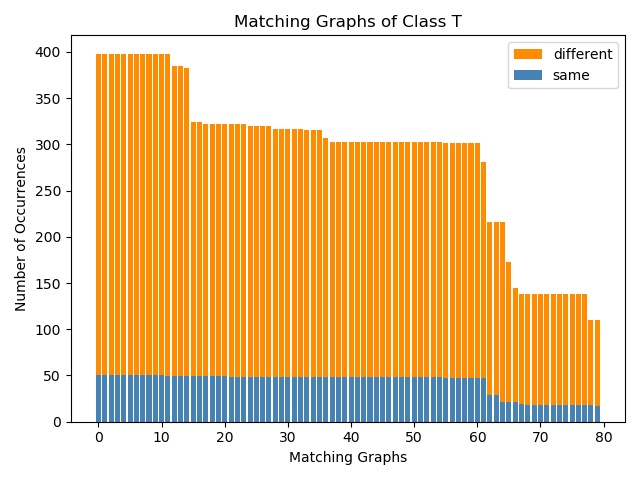 Matching Graphs of Class T
different
same
Number of Occurrences
400
350
300
250
200
150
100
50
0
0 10 20 30 40 50 60 70 80
Matching Graphs